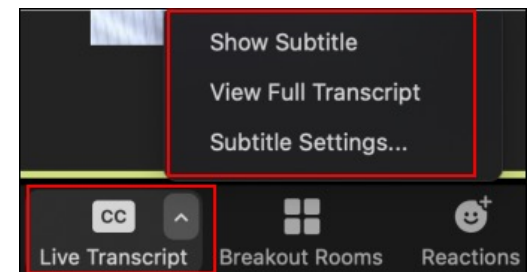 Show Subtitle
View Full Transcript
Subtitle Settings...
CC
Live Transcript
Breakout Rooms
Reactions